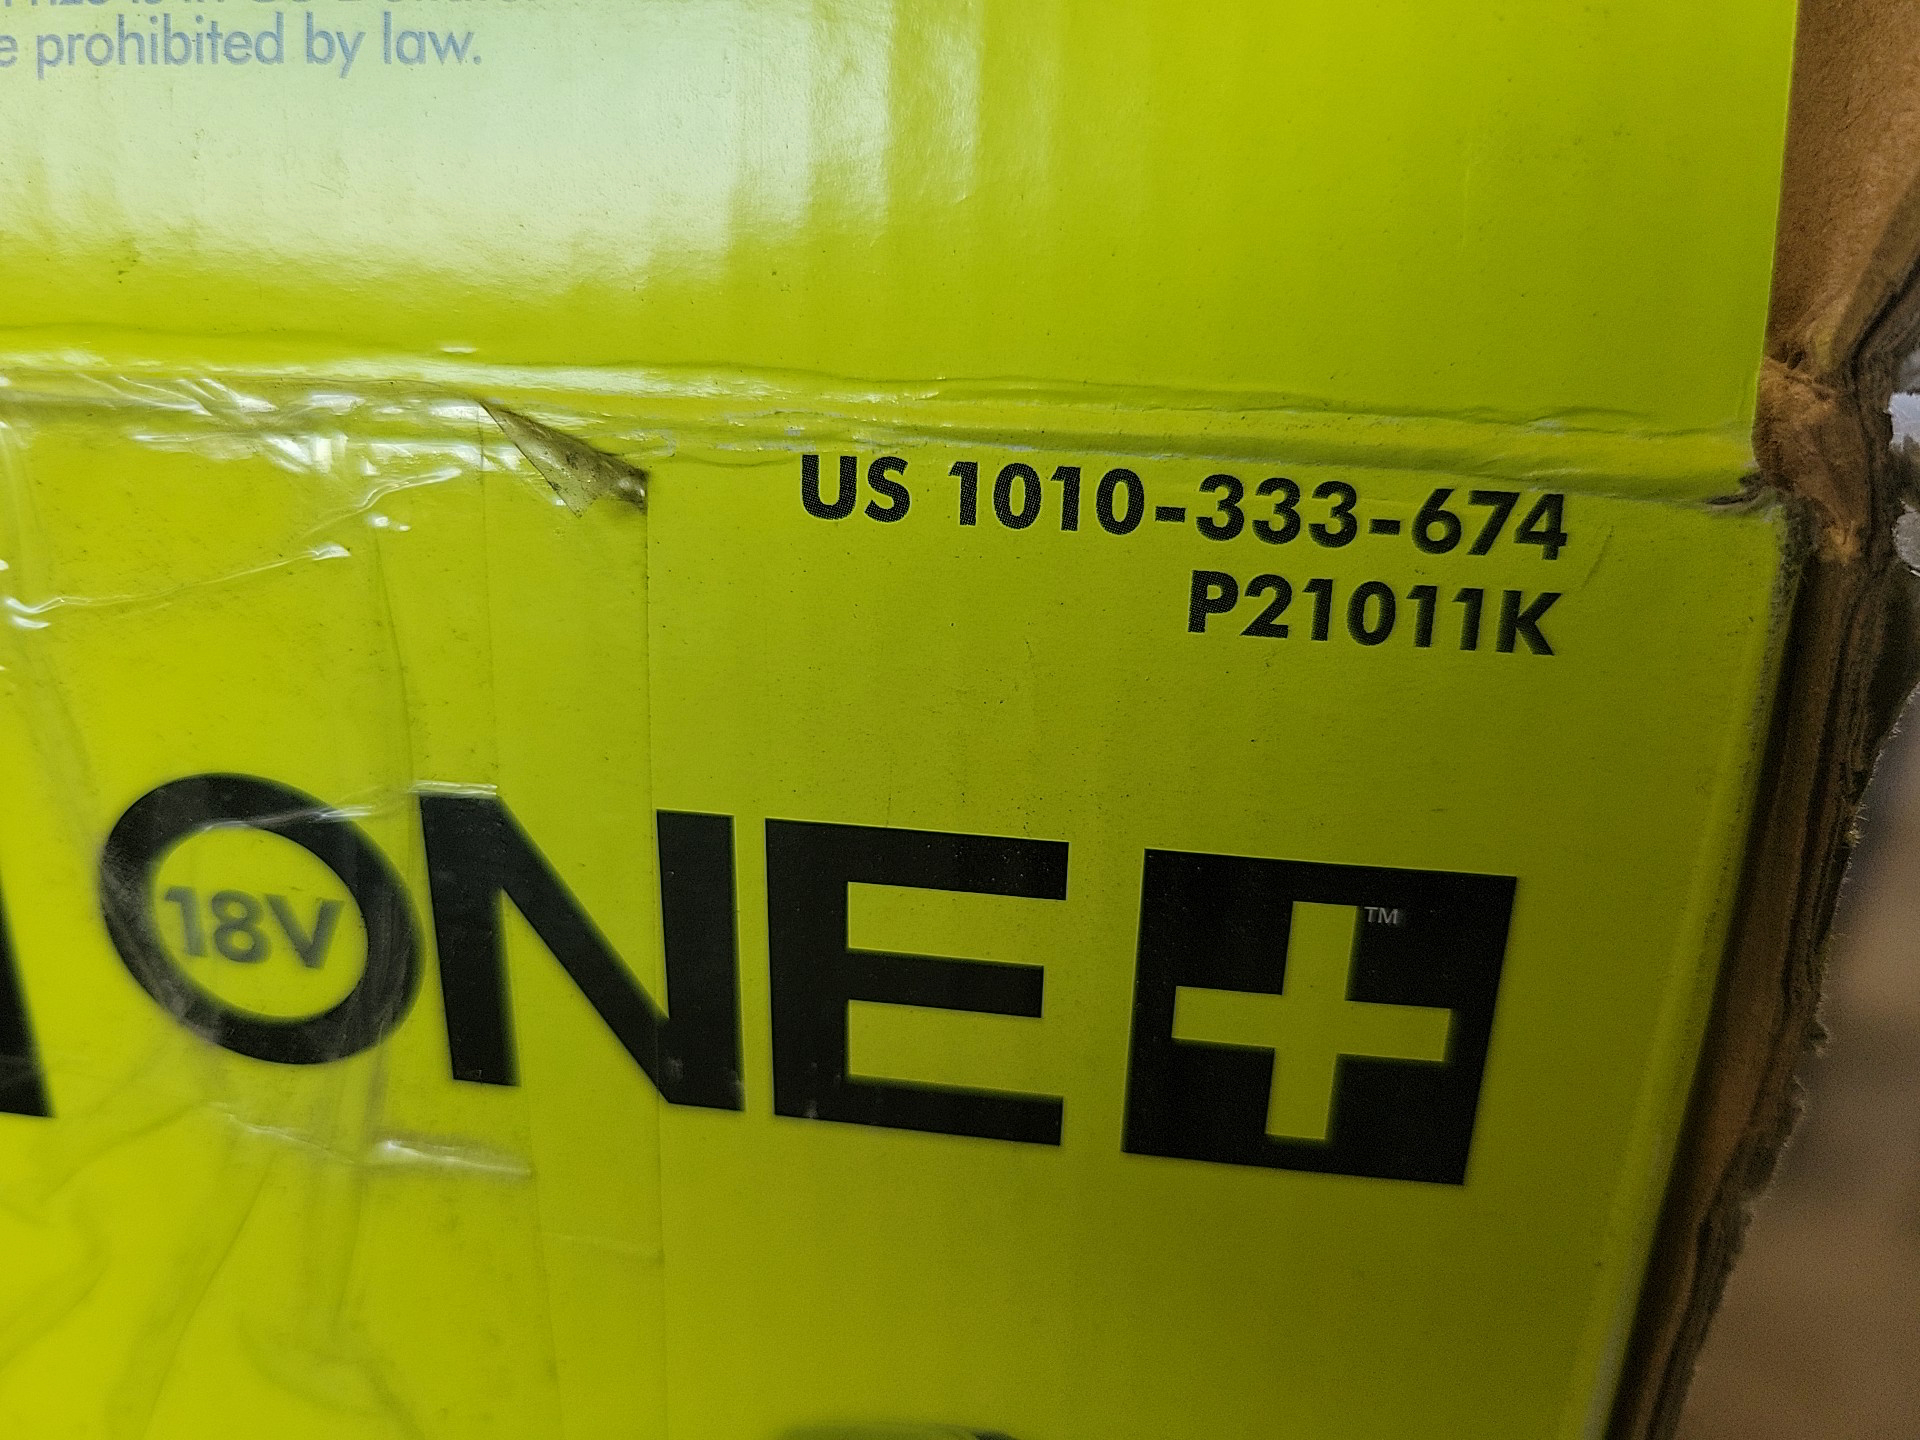 prohibited by law.
US 1010-333-674
P21011K
18V
ONE+™